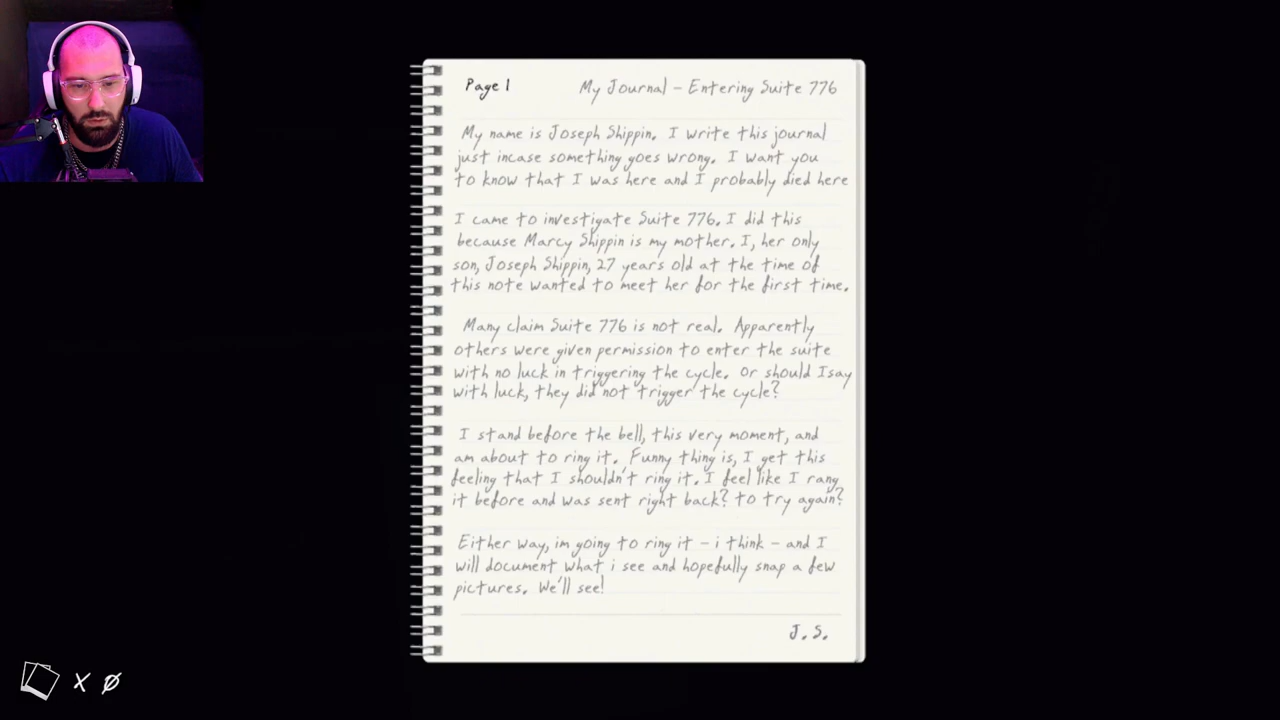 Page 1
My Journal - Entering Suite 776
My name is Joseph Shippin. I write this journal
just incase something goes wrong. I want you
to know that I was here and I probably died here
I came to investigate Suite 776. I did this
because Marcy Shippin is my mother. I, her only
son, Joseph Shippin, 27 years old at the time of
this note wanted to meet her for the first time.
Many claim Suite 776 is not real. Apparently
others were given permission to enter the suite
with no luck in triggering the cycle. Or should I say
with luck, they did not trigger the cycle?
I stand before the bell, this very moment, and
am about to ring it. Funny thing is, I get this
feeling that I shouldn't ring it. I feel like I rang
it before and was sent right back? to try again?
Either way, im going to ring it - i think - and I
will document what i see and hopefully snap a few
pictures. We'll see!
J.S.
X Ø